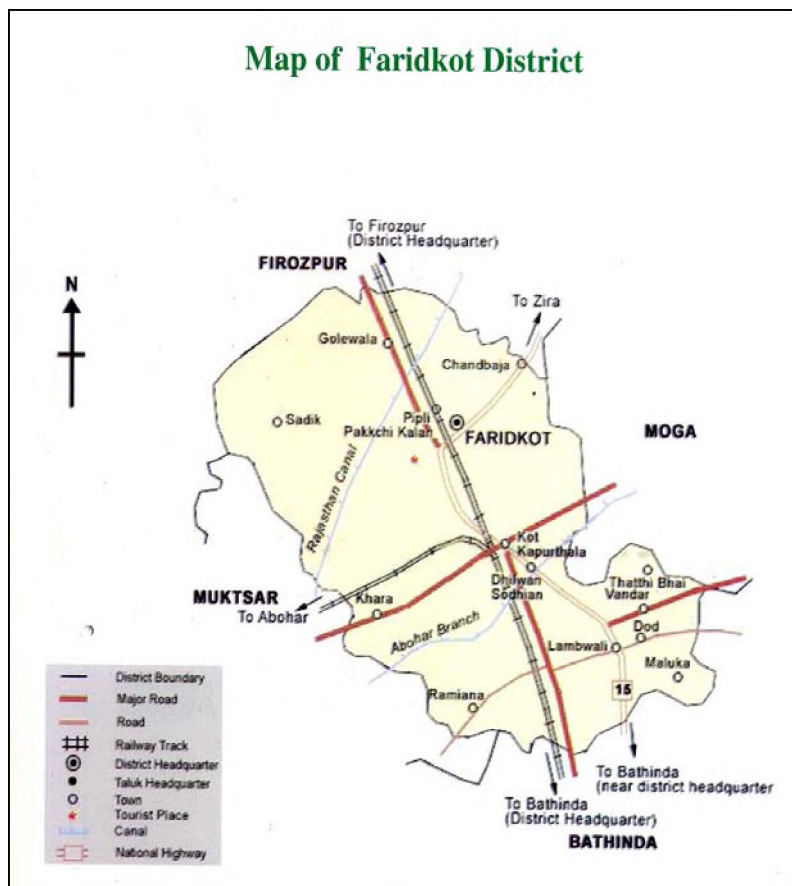 Map of Faridkot District
To Firozpur
(District Headquarter)
FIROZPUR
N
To Zira
Golewala
Chandbaja
Sadik
Pipli
Pakkchi Kalan
FARIDKOT
MOGA
Rajasthan Canal
Kot
Kapurthala
Dhilwan
Sodhian
Thatthi Bhai
Vandar
MUKTSAR
Khara
To Abohar
Abohar Branch
Dod
Lambwali
Maluka
Ramiana
15
District Boundary
Major Road
Road
Railway Track
District Headquarter
Taluk Headquarter
Town
Tourist Place
Canal
National Highway
To Bathinda
(near district headquarter
To Bathinda
(District Headquarter)
BATHINDA